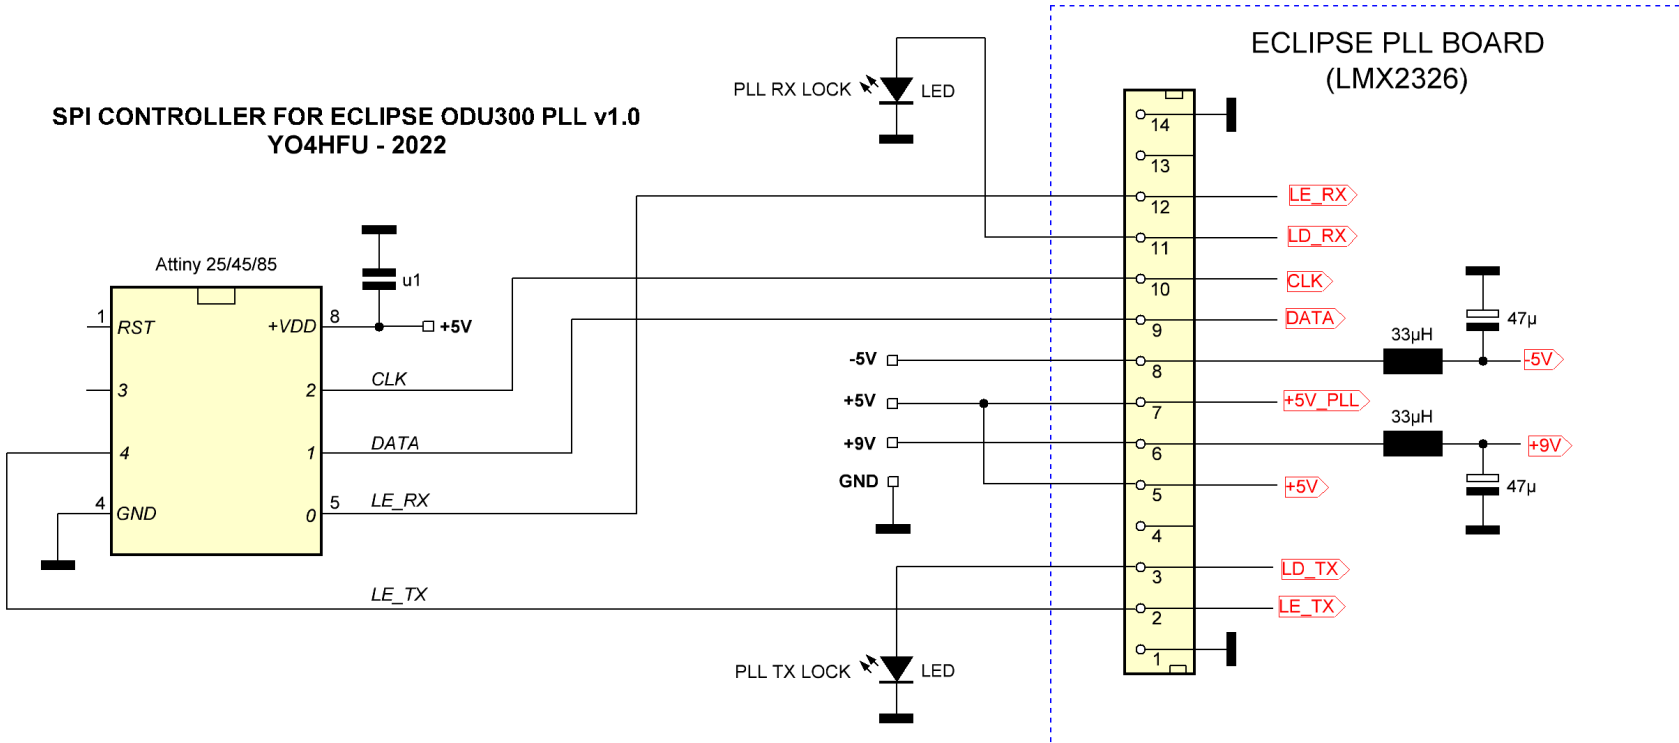 ECLIPSE PLL BOARD
(LMX2326)
SPI CONTROLLER FOR ECLIPSE ODU300 PLL v1.0
YO4HFU - 2022
PLL RX LOCK
LED
14
13
12
LE_RX
11
LD_RX
10
CLK
9
DATA
8
-5V
7
+5V_PLL
6
+9V
5
+5V
4
3
LD_TX
2
LE_TX
1
33µH
47µ
33µH
47µ
Attiny 25/45/85
u1
1
RST
+VDD
8
+5V
3
2
CLK
4
1
DATA
4
GND
0
5
LE_RX
LE_TX
-5V
+5V
+9V
GND
PLL TX LOCK
LED